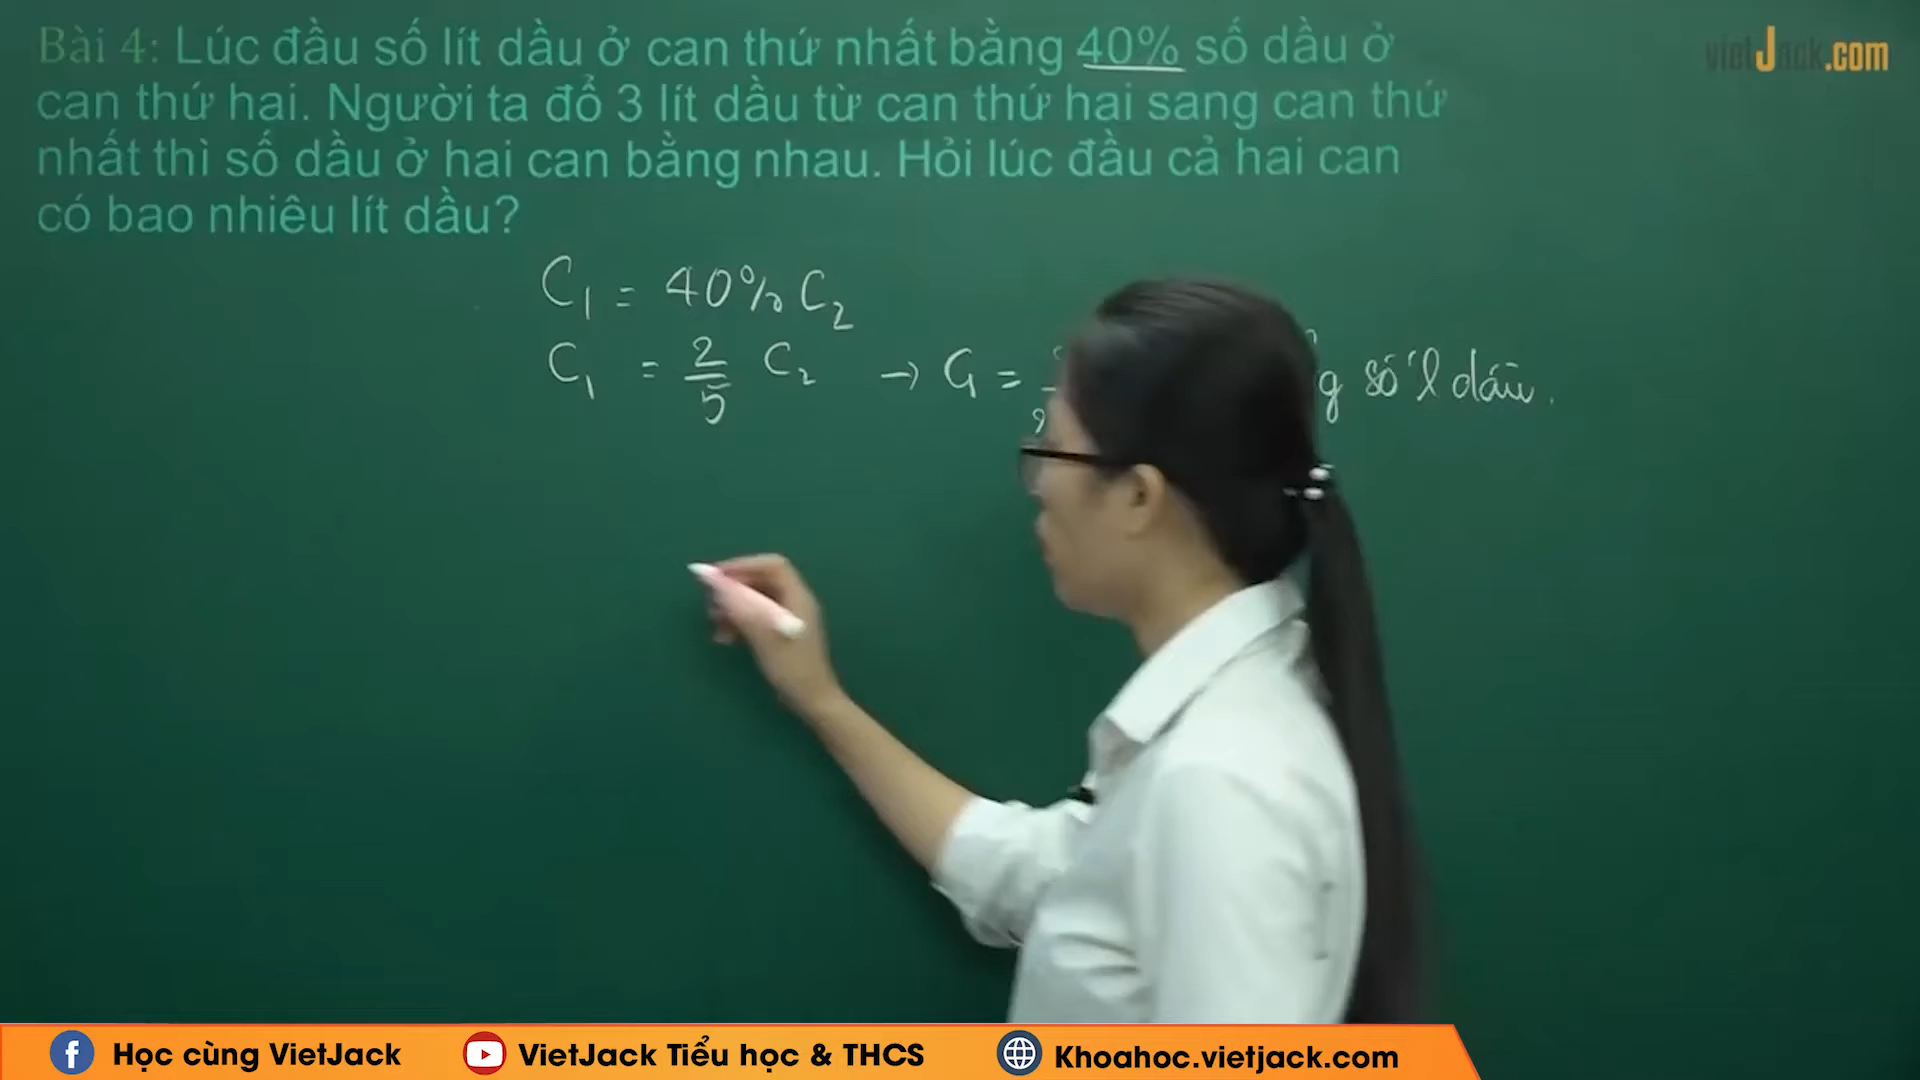 Bài 4: Lúc đầu số lít dầu ở can thứ nhất bằng 40% số dầu ở
can thứ hai. Người ta đổ 3 lít dầu từ can thứ hai sang can thứ
nhất thì số dầu ở hai can bằng nhau. Hỏi lúc đầu cả hai can
có bao nhiêu lít dầu?
vietJack.com
C₁ = 40% C₂
C₁ = 2/5 C₂ → C₁ = số l dầu.
Học cùng VietJack
VietJack Tiểu học & THCS
Khoahoc.vietjack.com